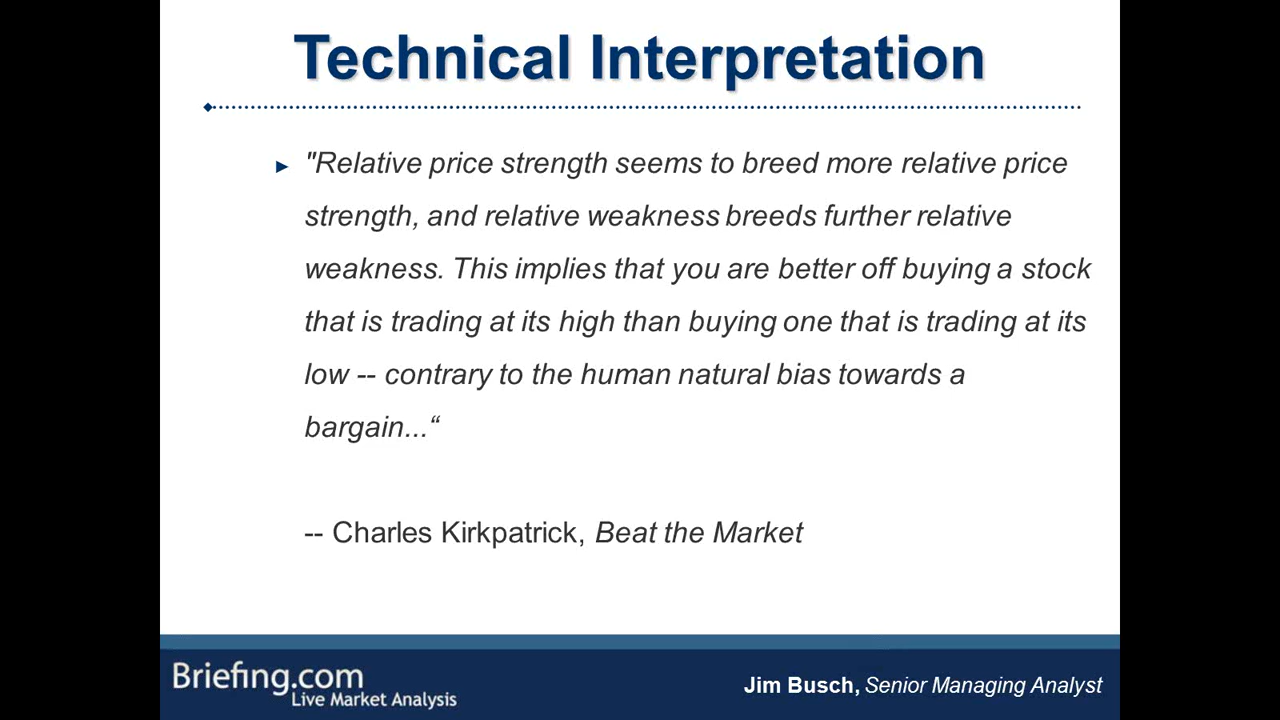 Technical Interpretation
► "Relative price strength seems to breed more relative price
strength, and relative weakness breeds further relative
weakness. This implies that you are better off buying a stock
that is trading at its high than buying one that is trading at its
low -- contrary to the human natural bias towards a
bargain...“
-- Charles Kirkpatrick, Beat the Market
Briefing.com
Live Market Analysis
Jim Busch, Senior Managing Analyst